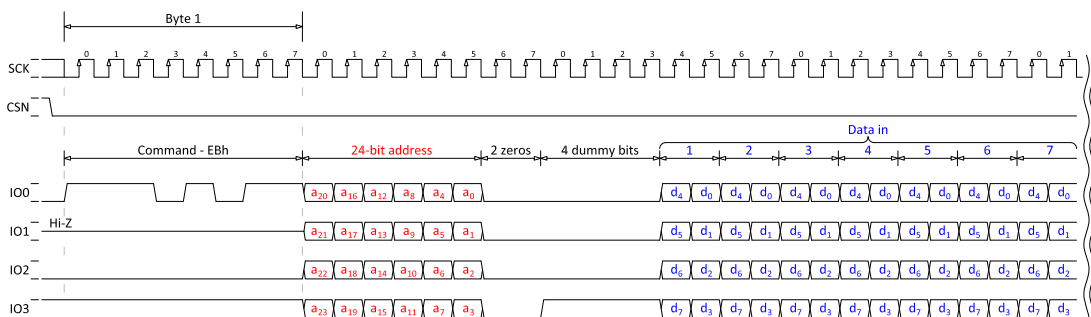 Byte 1
0 1 2 3 4 5 6 7 0 1 2 3 4 5 6 7 0 1 2 3 4 5 6 7 0 1 2 3 4 5 6 7 0 1
SCK
CSN
Data in
Command - EBh 24-bit address 2 zeros 4 dummy bits 1 2 3 4 5 6 7
IO0 a20 a16 a12 a8 a4 a0 d4 d0 d4 d0 d4 d0 d4 d0 d4 d0 d4 d0 d4 d0
Hi-Z
IO1 a21 a17 a13 a9 a5 a1 d5 d1 d5 d1 d5 d1 d5 d1 d5 d1 d5 d1 d5 d1
IO2 a22 a18 a14 a10 a6 a2 d6 d2 d6 d2 d6 d2 d6 d2 d6 d2 d6 d2 d6 d2
IO3 a23 a19 a15 a11 a7 a3 d7 d3 d7 d3 d7 d3 d7 d3 d7 d3 d7 d3 d7 d3